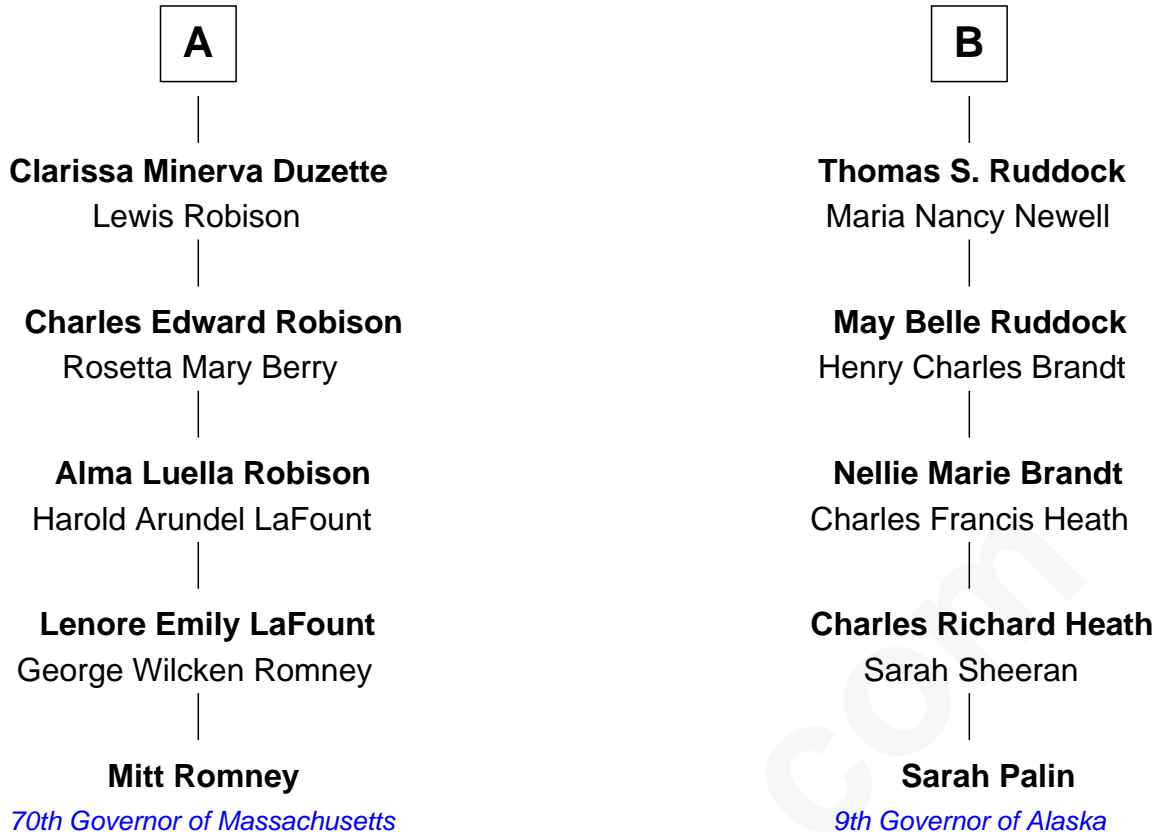 A
Clarissa Minerva Duzette
Lewis Robison
Charles Edward Robison
Rosetta Mary Berry
Alma Luella Robison
Harold Arundel LaFount
Lenore Emily LaFount
George Wilcken Romney
Mitt Romney
70th Governor of Massachusetts
B
Thomas S. Ruddock
Maria Nancy Newell
May Belle Ruddock
Henry Charles Brandt
Nellie Marie Brandt
Charles Francis Heath
Charles Richard Heath
Sarah Sheeran
Sarah Palin
9th Governor of Alaska
com